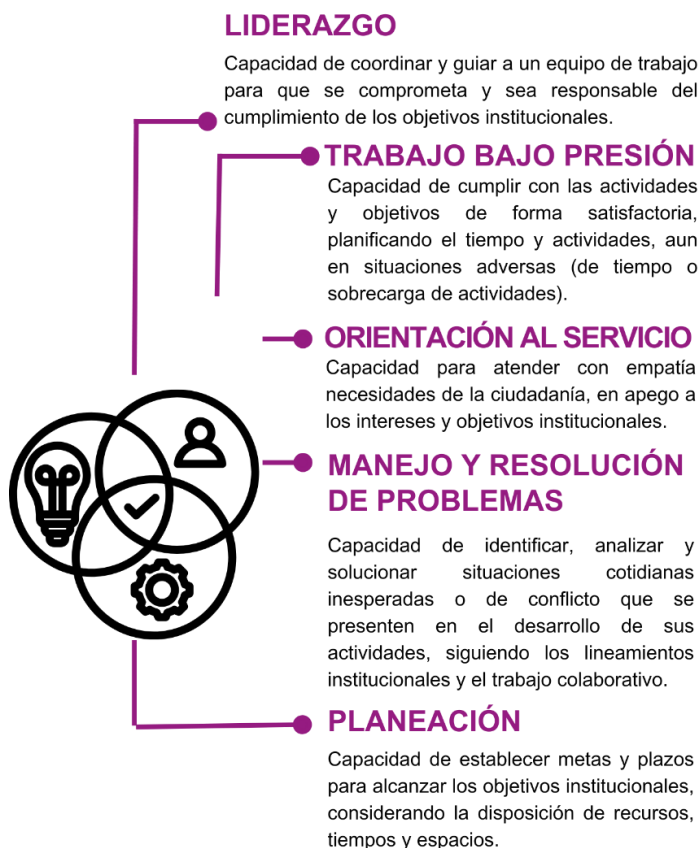 LIDERAZGO
Capacidad de coordinar y guiar a un equipo de trabajo
para que se comprometa y sea responsable del
cumplimiento de los objetivos institucionales.
TRABAJO BAJO PRESIÓN
Capacidad de cumplir con las actividades
y objetivos de forma satisfactoria,
planificando el tiempo y actividades, aun
en situaciones adversas (de tiempo o
sobrecarga de actividades).
ORIENTACIÓN AL SERVICIO
Capacidad para atender con empatía
necesidades de la ciudadanía, en apego a
los intereses y objetivos institucionales.
MANEJO Y RESOLUCIÓN
DE PROBLEMAS
Capacidad de identificar, analizar y
solucionar situaciones cotidianas
inesperadas o de conflicto que se
presenten en el desarrollo de sus
actividades, siguiendo los lineamientos
institucionales y el trabajo colaborativo.
PLANEACIÓN
Capacidad de establecer metas y plazos
para alcanzar los objetivos institucionales,
considerando la disposición de recursos,
tiempos y espacios.